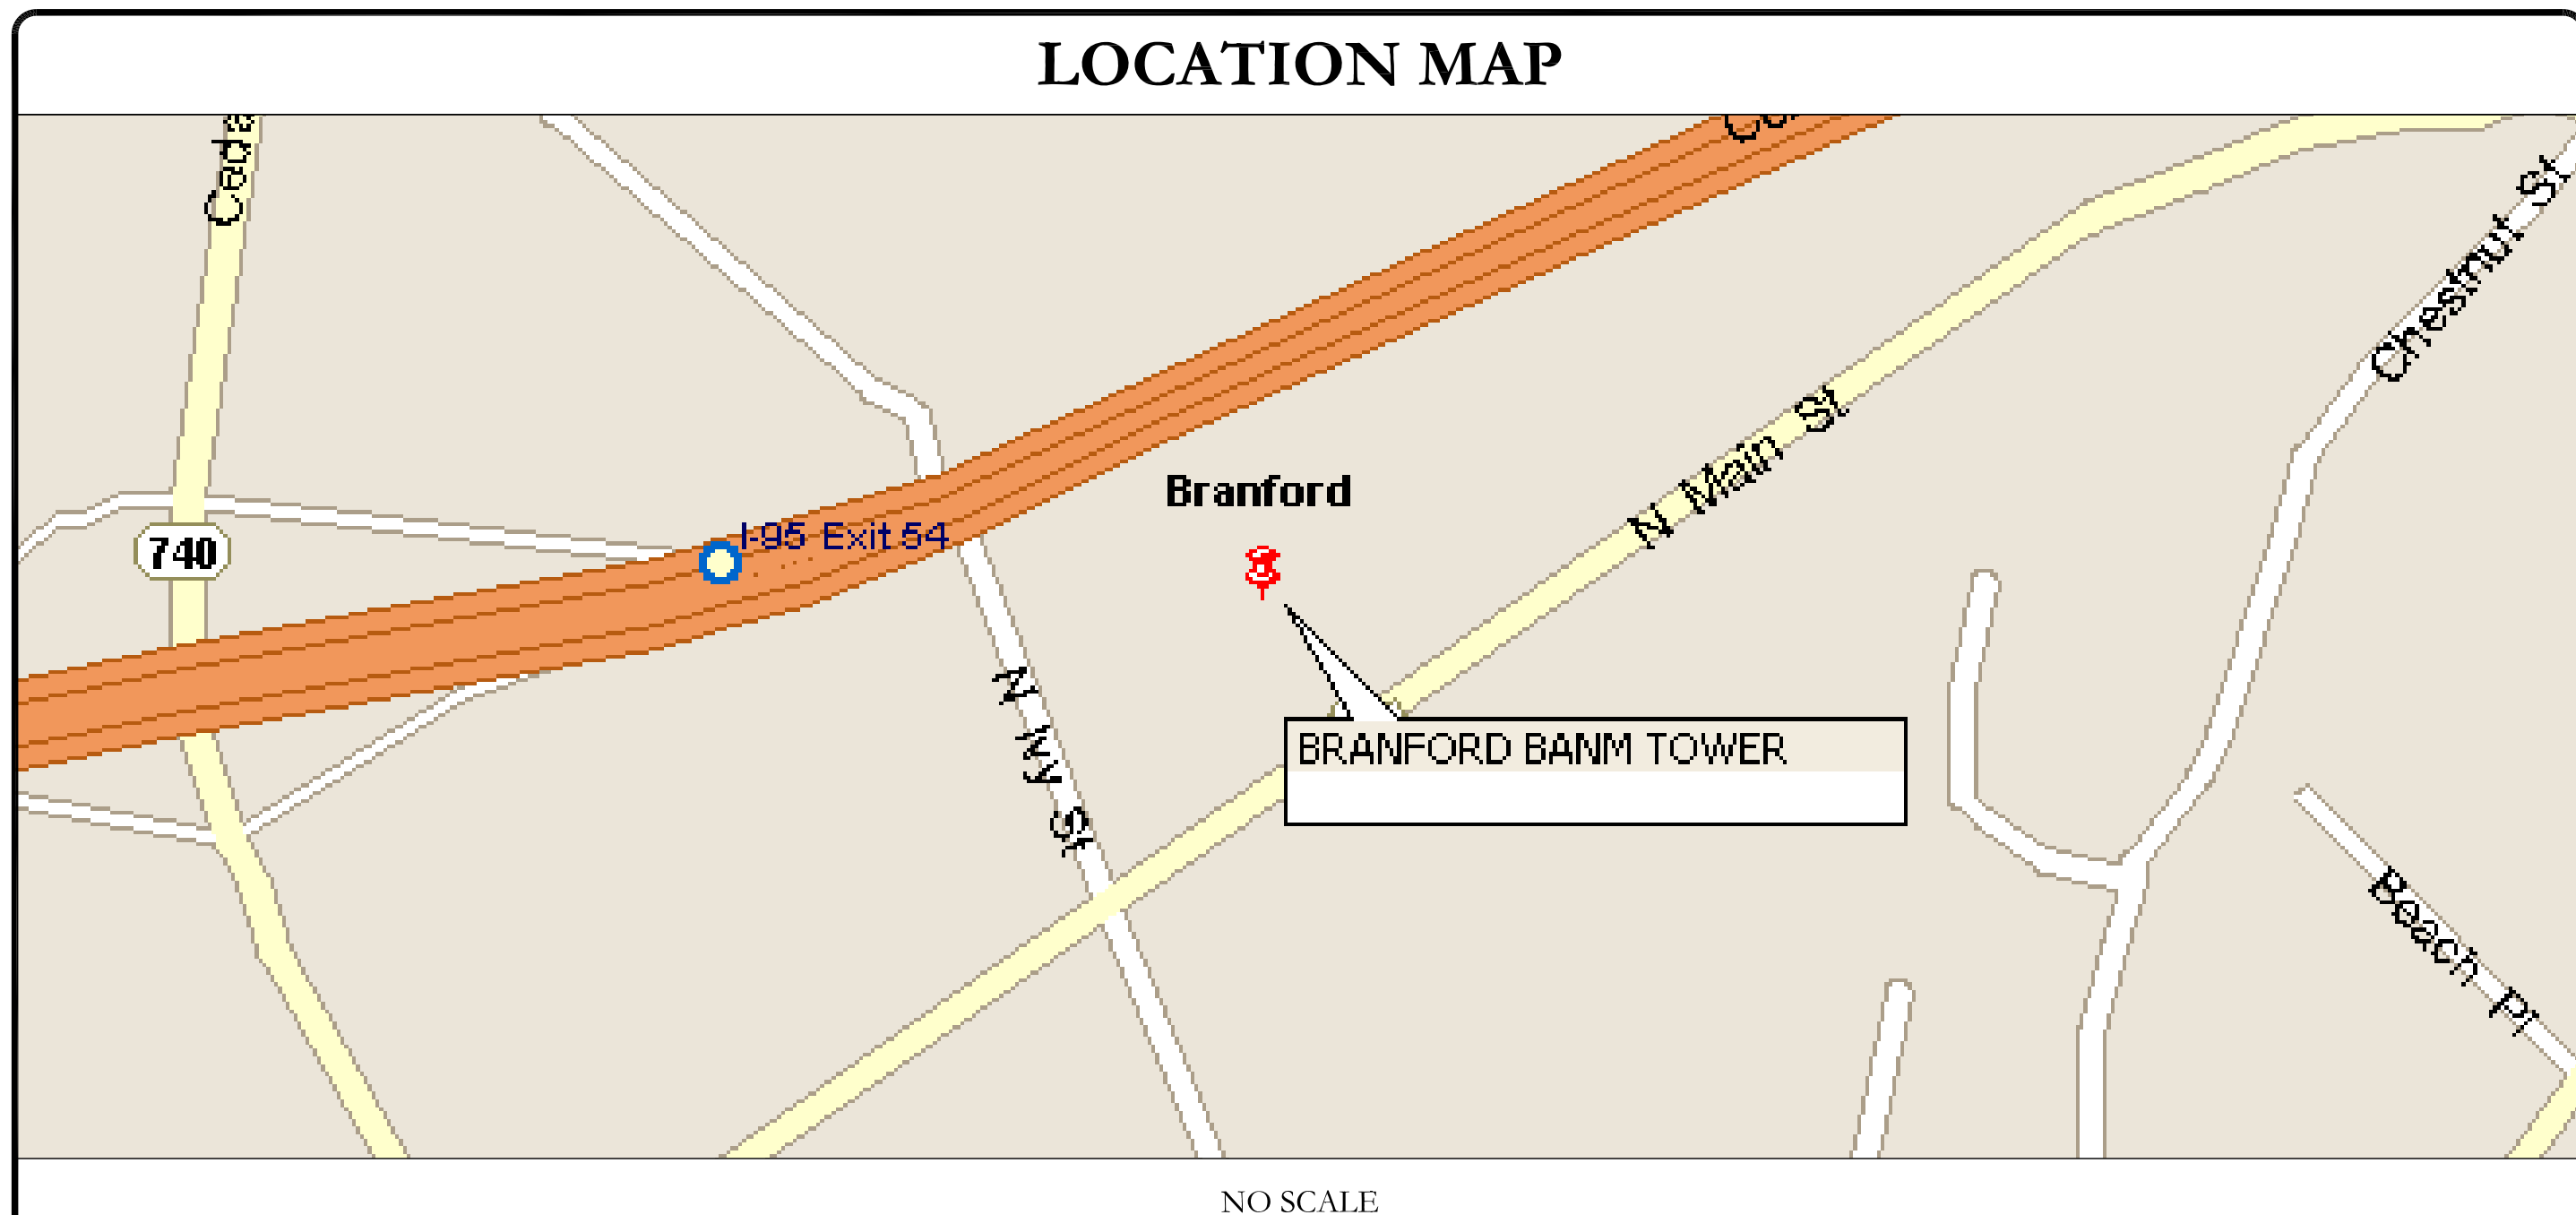 LOCATION MAP
Chestnut St
N Main St
Branford
I-95 Exit 54
740
N Ivy St
BRANFORD BANM TOWER
Beach Pl
NO SCALE